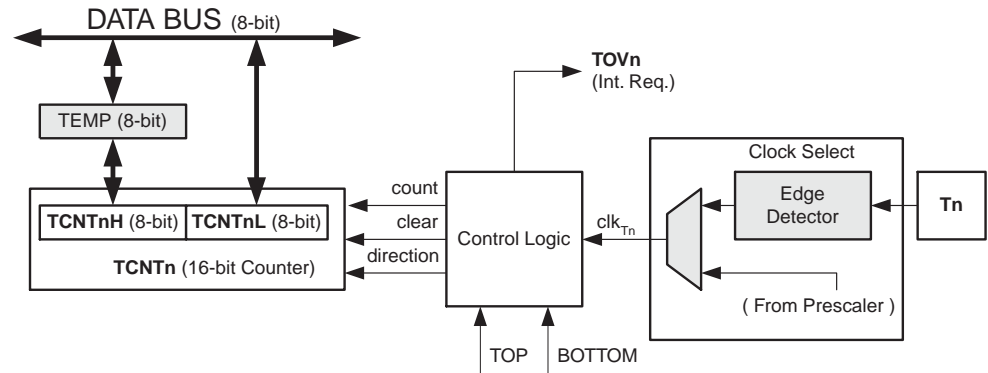 DATA BUS (8-bit)
TOVn
(Int. Req.)
TEMP (8-bit)
Clock Select
count
Edge
Detector
Tn
TCNTnH (8-bit) TCNTnL (8-bit)
clear
Control Logic
clkTn
TCNTn (16-bit Counter)
direction
( From Prescaler )
TOP
BOTTOM